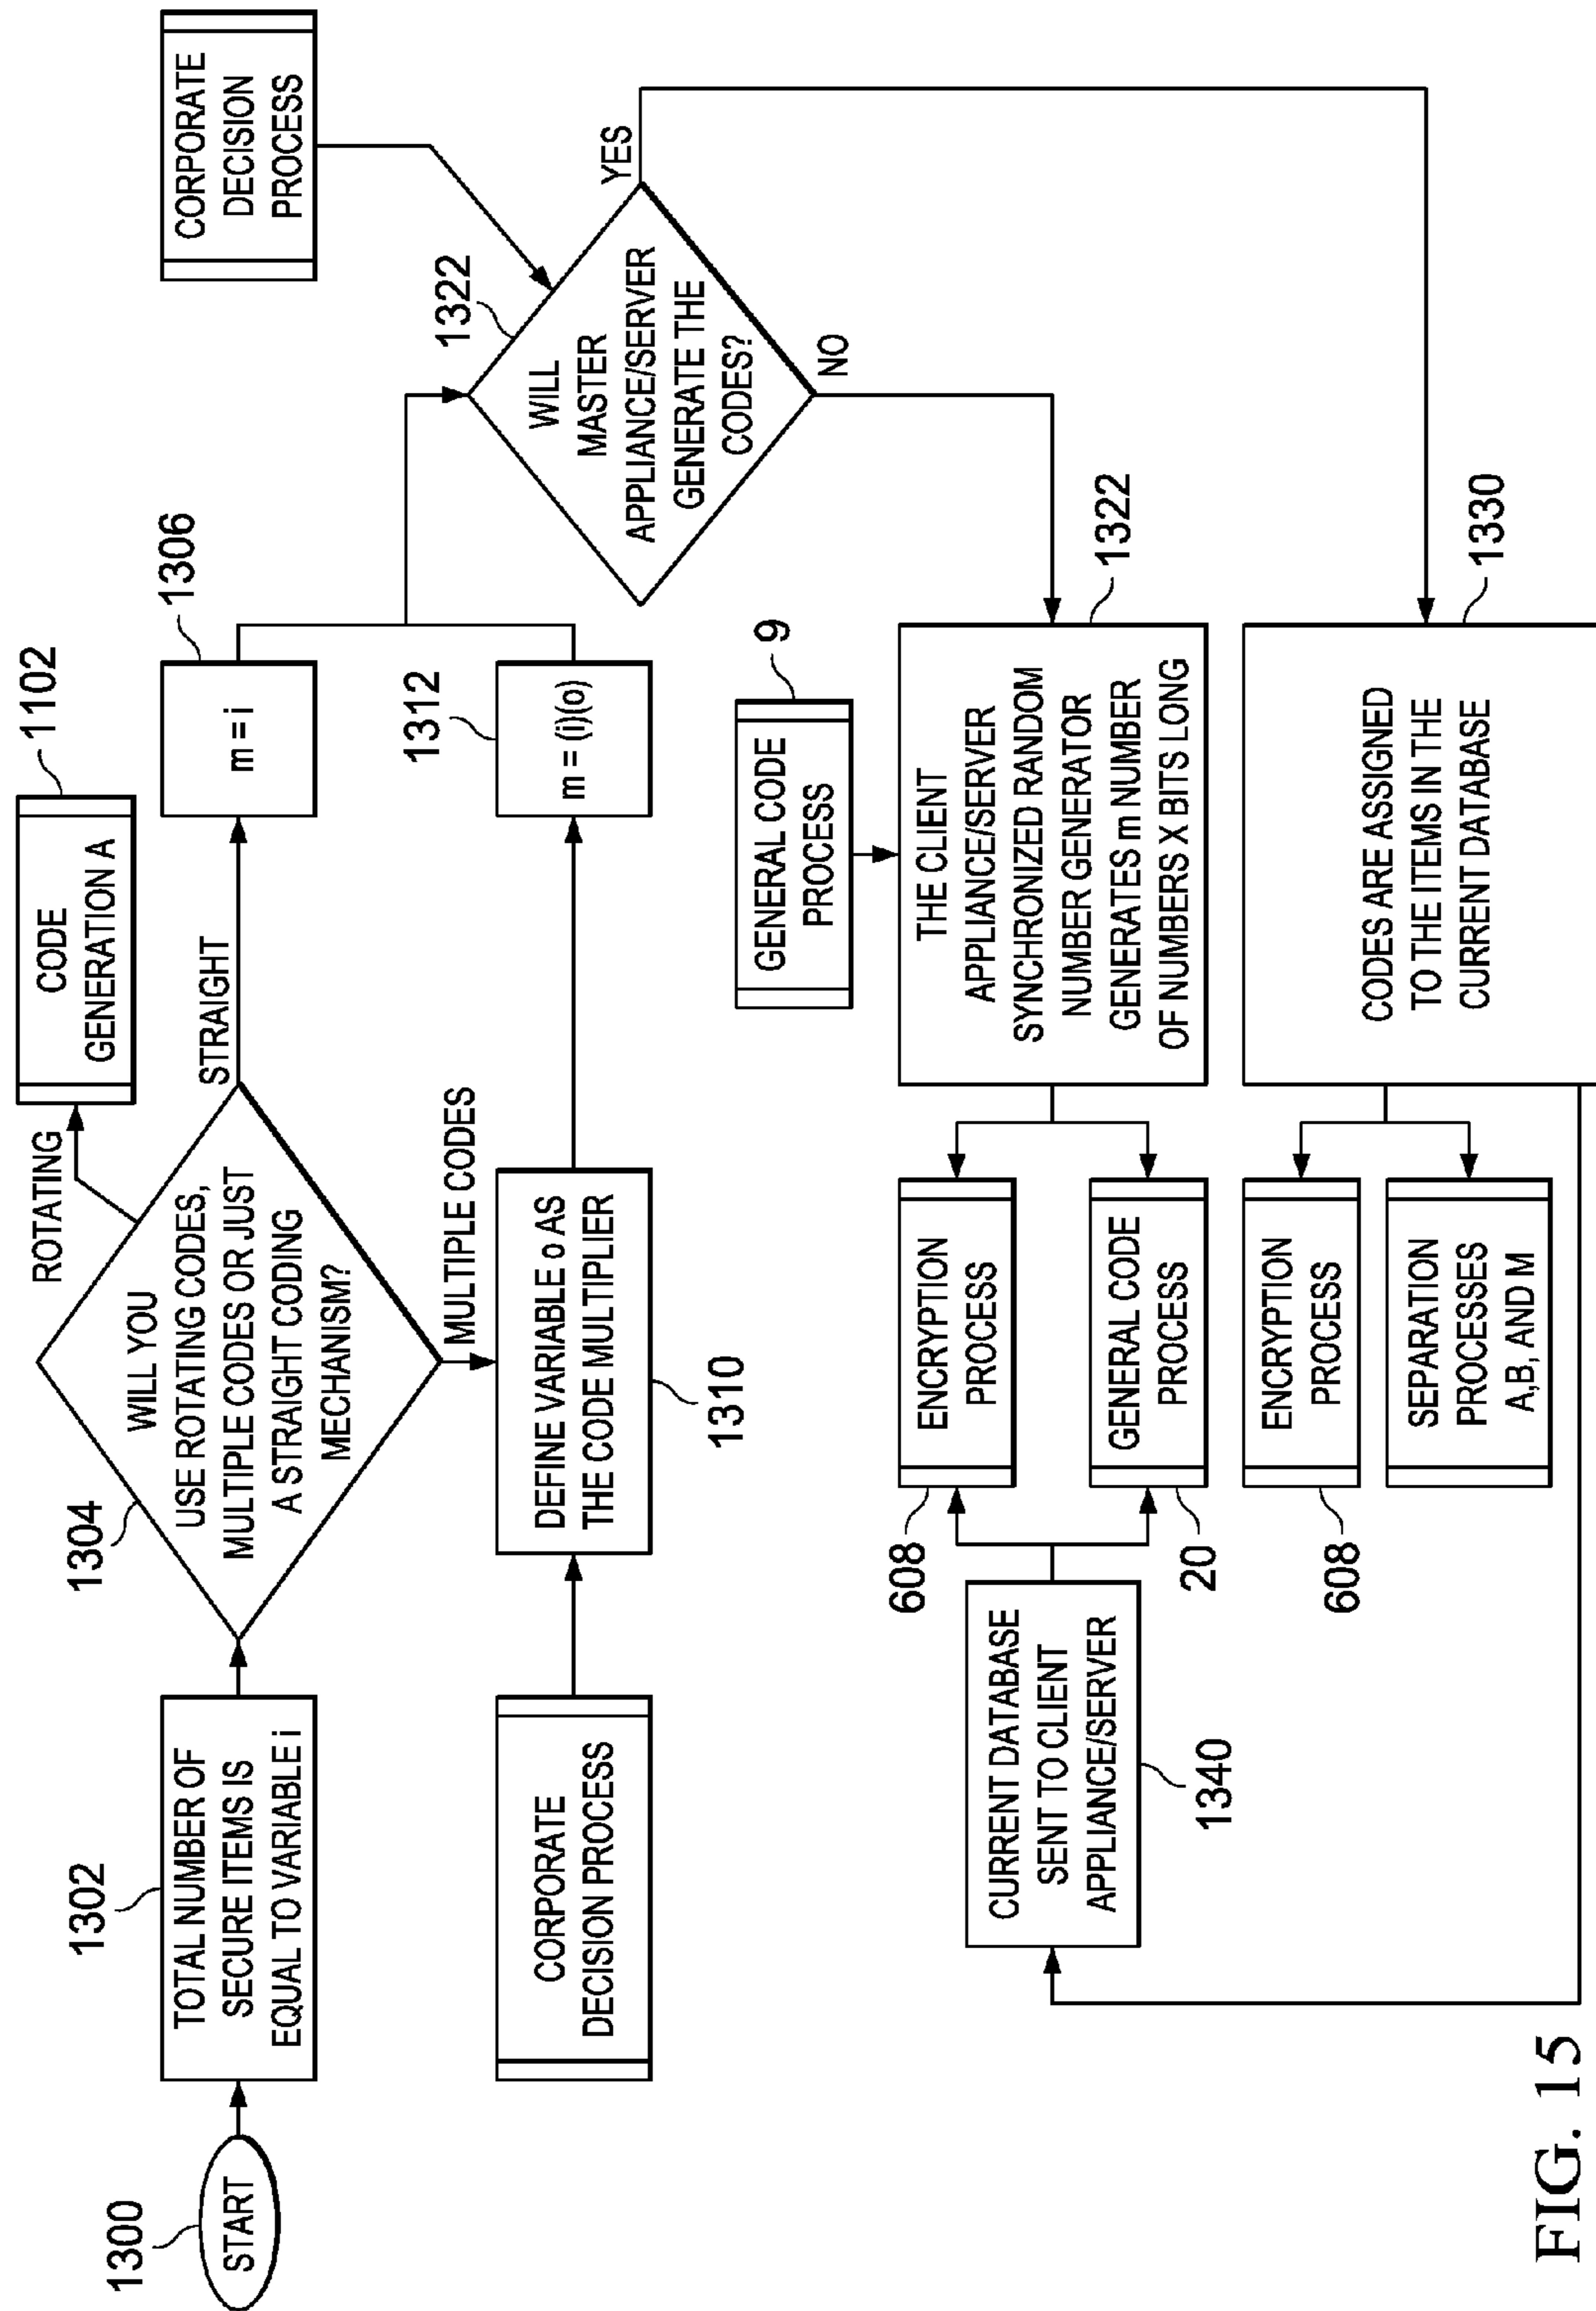 1300
START
1302
TOTAL NUMBER OF
SECURE ITEMS IS
EQUAL TO VARIABLE i
1304
WILL YOU
USE ROTATING CODES,
MULTIPLE CODES OR JUST
A STRAIGHT CODING
MECHANISM?
ROTATING
CODE
GENERATION A
1102
STRAIGHT
m = i
1306
MULTIPLE CODES
CORPORATE
DECISION PROCESS
DEFINE VARIABLE o AS
THE CODE MULTIPLIER
1310
m = (i)(o)
1312
CORPORATE
DECISION
PROCESS
1322
WILL
MASTER
APPLIANCE/SERVER
GENERATE THE
CODES?
YES
NO
GENERAL CODE
PROCESS
9
THE CLIENT
APPLIANCE/SERVER
SYNCHRONIZED RANDOM
NUMBER GENERATOR
GENERATES m NUMBER
OF NUMBERS X BITS LONG
1322
CODES ARE ASSIGNED
TO THE ITEMS IN THE
CURRENT DATABASE
1330
ENCRYPTION
PROCESS
608
GENERAL CODE
PROCESS
20
ENCRYPTION
PROCESS
608
SEPARATION
PROCESSES
A,B, AND M
CURRENT DATABASE
SENT TO CLIENT
APPLIANCE/SERVER
1340
FIG. 15